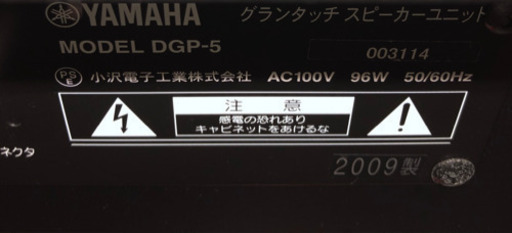 YAMAHA グランタッチ スピーカーユニット
MODEL DGP-5 003114
PS E 小沢電子工業株式会社 AC100V 96W 50/60Hz
注意
感電の恐れあり
キャビネットをあけるな
ネクタ
2009製